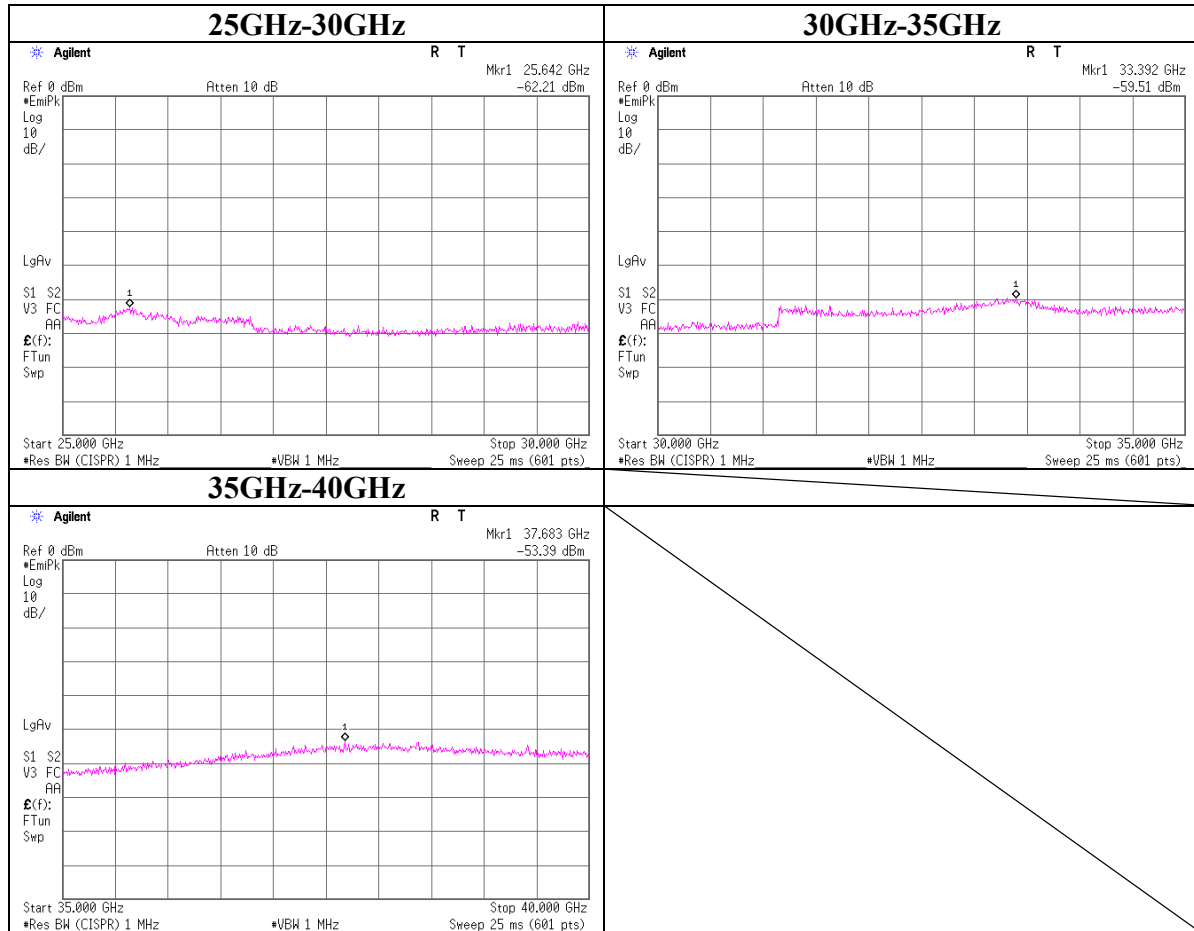 25GHz-30GHz
Agilent
R T
Mkr1 25.642 GHz
Ref 0 dBm
Atten 10 dB
-62.21 dBm
#EmiPk
Log
10
dB/
1
LgAv
S1 S2
V3 FC
AA
£(f):
FTun
Swp
Start 25.000 GHz
Stop 30.000 GHz
#Res BW (CISPR) 1 MHz
#VBW 1 MHz
Sweep 25 ms (601 pts)
30GHz-35GHz
Agilent
R T
Mkr1 33.392 GHz
Ref 0 dBm
Atten 10 dB
-59.51 dBm
#EmiPk
Log
10
dB/
1
LgAv
S1 S2
V3 FC
AA
£(f):
FTun
Swp
Start 30.000 GHz
Stop 35.000 GHz
#Res BW (CISPR) 1 MHz
#VBW 1 MHz
Sweep 25 ms (601 pts)
35GHz-40GHz
Agilent
R T
Mkr1 37.683 GHz
Ref 0 dBm
Atten 10 dB
-53.39 dBm
#EmiPk
Log
10
dB/
1
LgAv
S1 S2
V3 FC
AA
£(f):
FTun
Swp
Start 35.000 GHz
Stop 40.000 GHz
#Res BW (CISPR) 1 MHz
#VBW 1 MHz
Sweep 25 ms (601 pts)